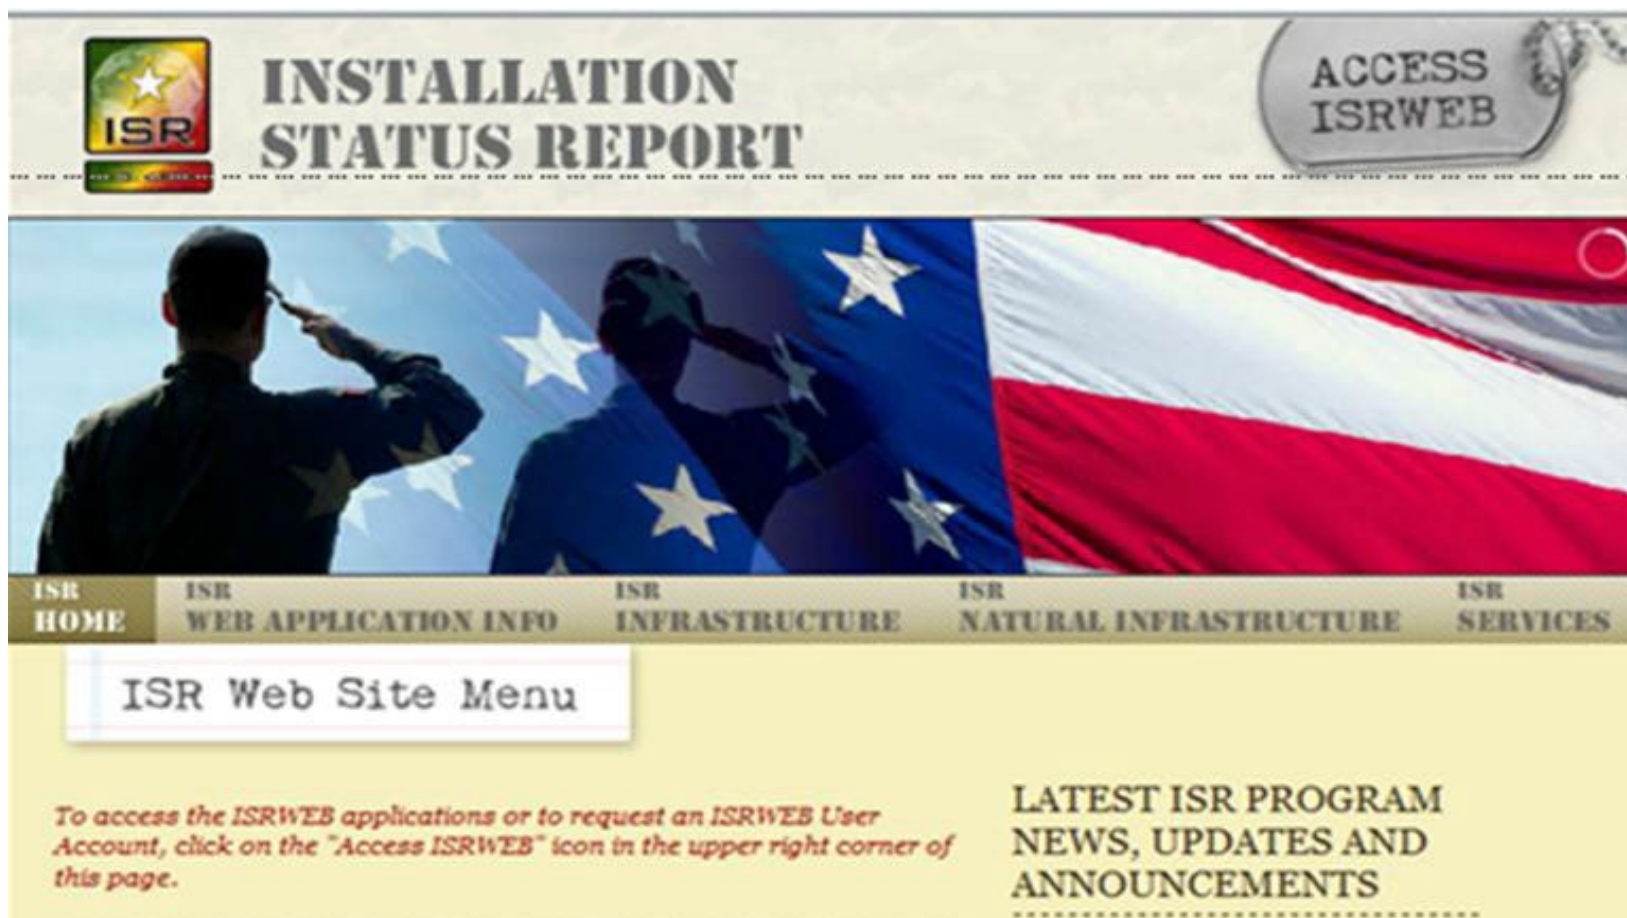 ISR
INSTALLATION
STATUS REPORT
ACCESS
ISRWEB
ISR
HOME
ISR
WEB APPLICATION INFO
ISR
INFRASTRUCTURE
ISR
NATURAL INFRASTRUCTURE
ISR
SERVICES
ISR Web Site Menu
To access the ISRWEB applications or to request an ISRWEB User
Account, click on the "Access ISRWEB" icon in the upper right corner of
this page.
LATEST ISR PROGRAM
NEWS, UPDATES AND
ANNOUNCEMENTS